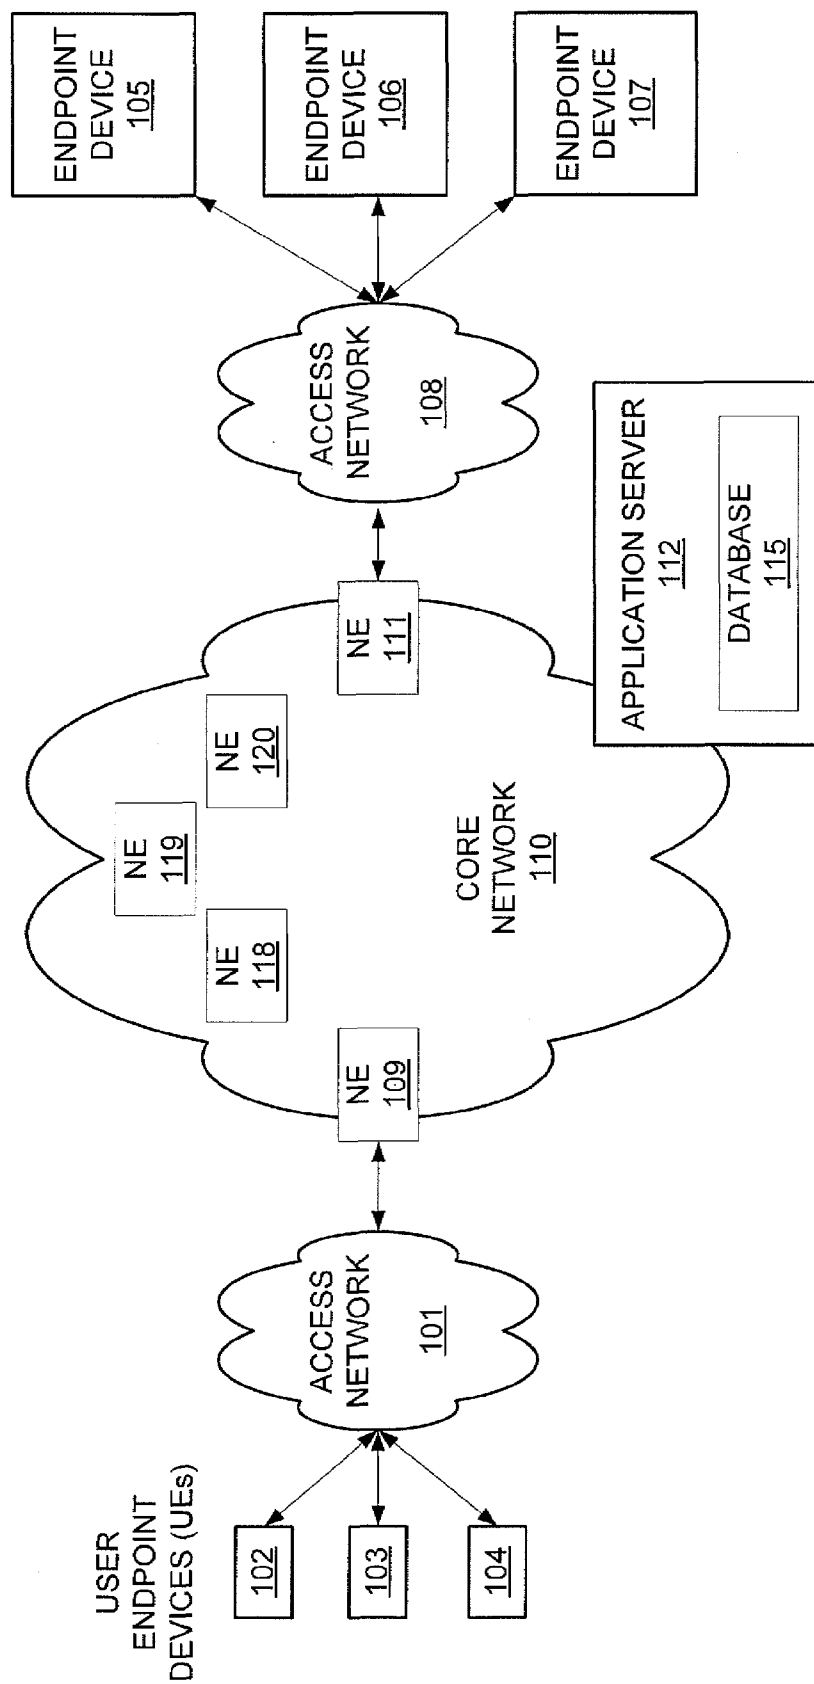 USER
ENDPOINT
DEVICES (UEs)
102
103
104
ACCESS
NETWORK
101
NE
109
NE
118
NE
119
NE
120
NE
111
CORE
NETWORK
110
APPLICATION SERVER
112
DATABASE
115
ACCESS
NETWORK
108
ENDPOINT
DEVICE
105
ENDPOINT
DEVICE
106
ENDPOINT
DEVICE
107